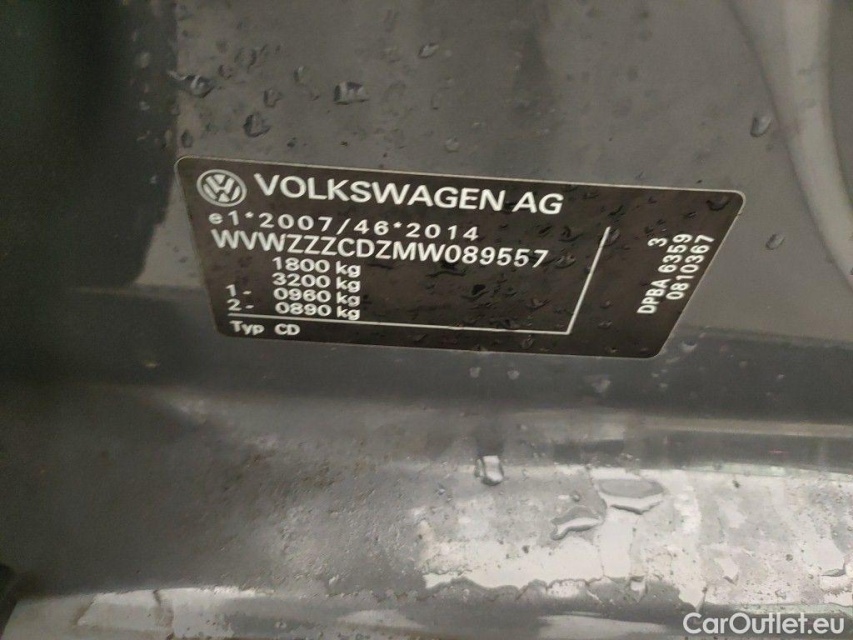 VOLKSWAGEN AG
e1*2007/46*2014
WVWZZZCDZMW089557
1800 kg
3200 kg
1- 0960 kg
2- 0890 kg
Typ CD
3
DPBA 6359
0810367
CarOutlet.eu